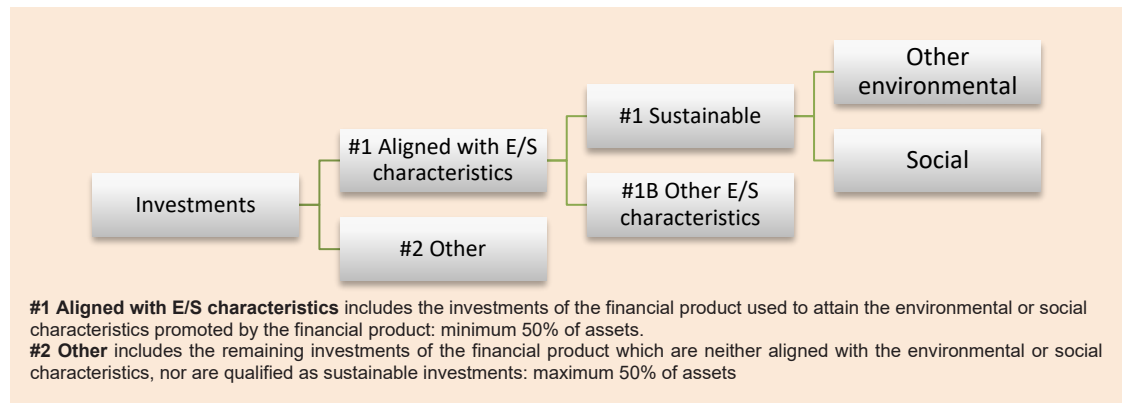 Other
environmental
#1 Sustainable
#1 Aligned with E/S
characteristics
Social
#1B Other E/S
characteristics
Investments
#2 Other
#1 Aligned with E/S characteristics includes the investments of the financial product used to attain the environmental or social
characteristics promoted by the financial product: minimum 50% of assets.
#2 Other includes the remaining investments of the financial product which are neither aligned with the environmental or social
characteristics, nor are qualified as sustainable investments: maximum 50% of assets